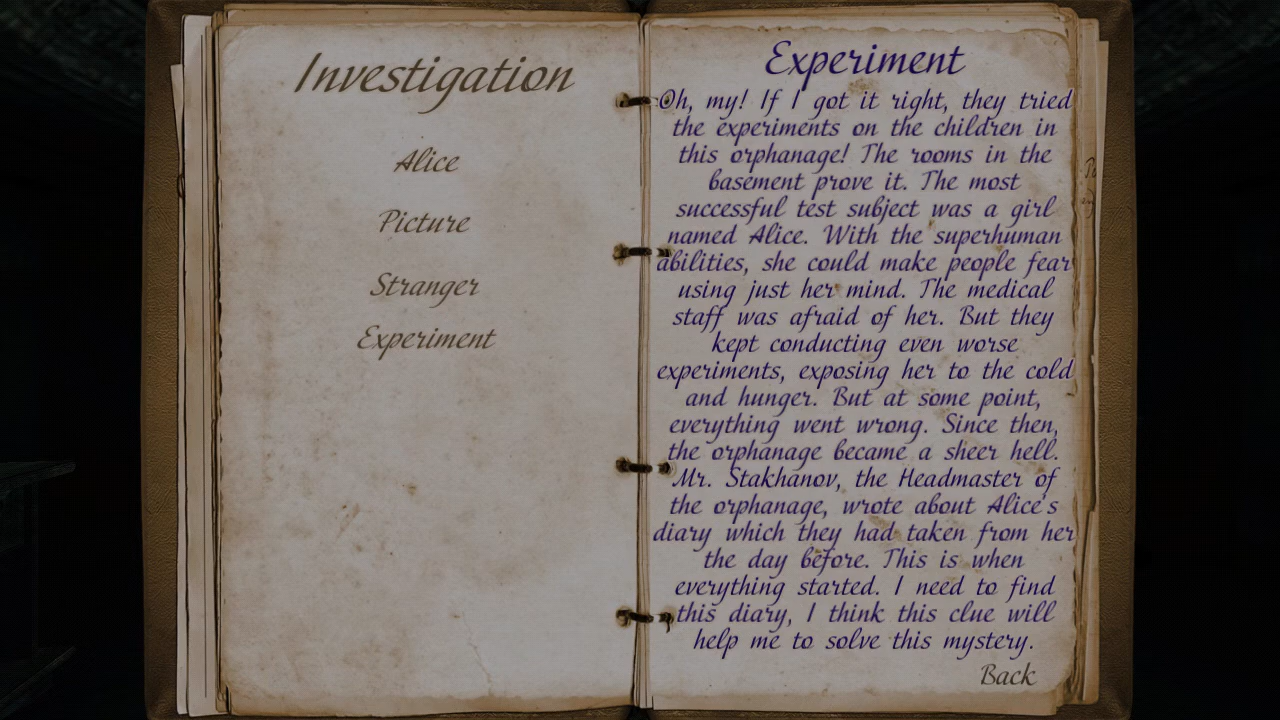 Investigation
Alice
Picture
Stranger
Experiment
Experiment
Oh, my! If I got it right, they tried
the experiments on the children in
this orphanage! The rooms in the
basement prove it. The most
successful test subject was a girl
named Alice. With the superhuman
abilities, she could make people fear
using just her mind. The medical
staff was afraid of her. But they
kept conducting even worse
experiments, exposing her to the cold
and hunger. But at some point,
everything went wrong. Since then,
the orphanage became a sheer hell.
Mr. Stakhanov, the Headmaster of
the orphanage, wrote about Alice's
diary which they had taken from her
the day before. This is when
everything started. I need to find
this diary, I think this clue will
help me to solve this mystery.
Back